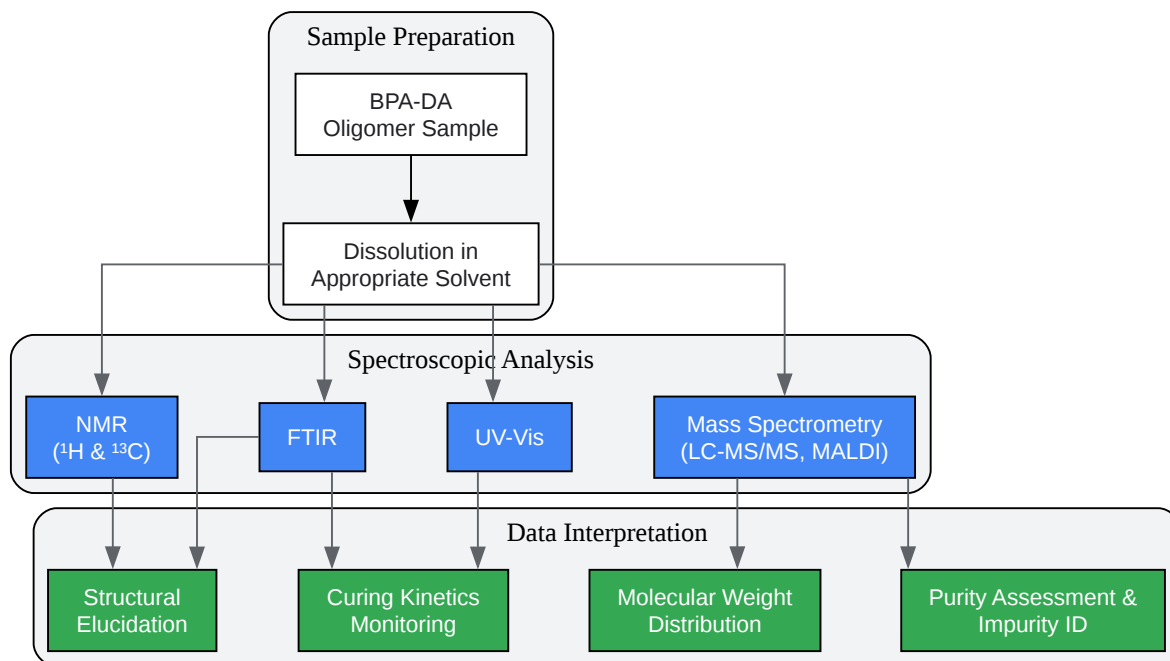 Sample Preparation
BPA-DA
Oligomer Sample
Dissolution in
Appropriate Solvent
Spectroscopic Analysis
NMR
(¹H & ¹³C)
FTIR
UV-Vis
Mass Spectrometry
(LC-MS/MS, MALDI)
Data Interpretation
Structural
Elucidation
Curing Kinetics
Monitoring
Molecular Weight
Distribution
Purity Assessment &
Impurity ID